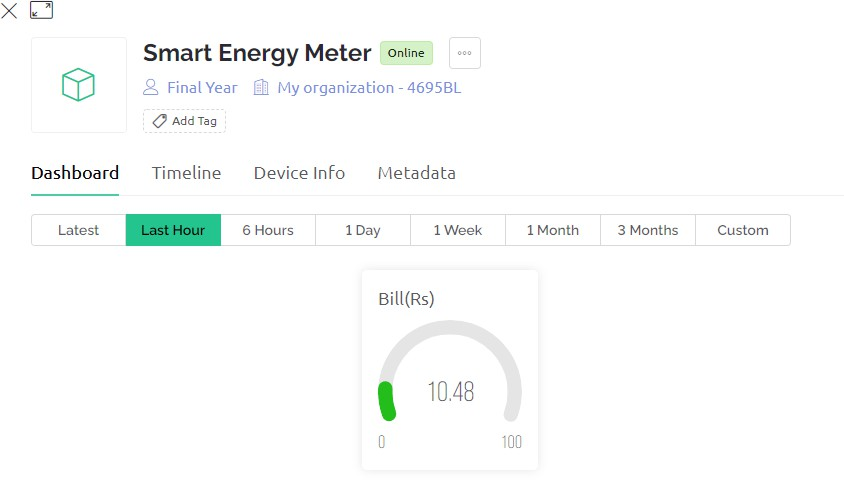 Smart Energy Meter Online
Final Year My organization - 4695BL
Add Tag
Dashboard Timeline Device Info Metadata
Latest Last Hour 6 Hours 1 Day 1 Week 1 Month 3 Months Custom
Bill(Rs)
10.48
0 100